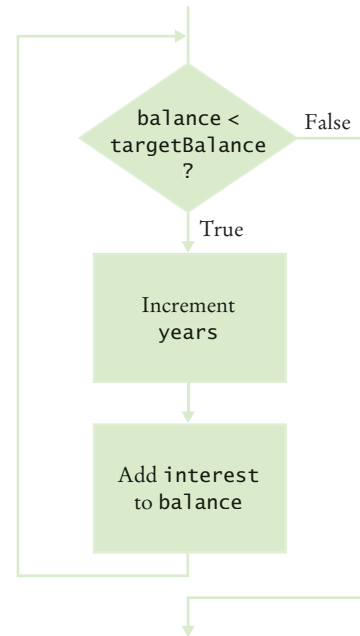 balance <
targetBalance
?
False
True
Increment
years
Add interest
to balance